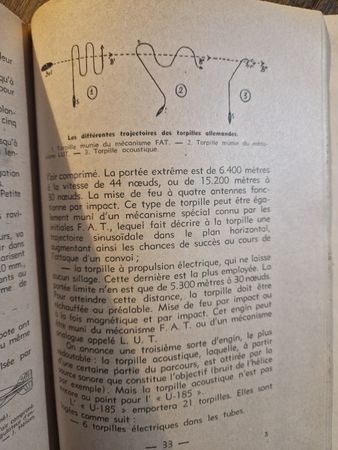 Les différentes trajectoires des torpilles allemandes.
1. Torpille munie du mécanisme FAT. — 2. Torpille munie du méca-
nisme LUT. — 3. Torpille acoustique.
l'air comprimé. La portée extrême est de 6.400 mètres
à la vitesse de 44 nœuds, ou de 15.200 mètres à
30 nœuds. La mise de feu à quatre antennes fonc-
tionne par impact. Ce type de torpille peut être éga-
lement muni d'un mécanisme spécial connu par les
initiales F. A. T., lequel fait décrire à la torpille une
trajectoire sinusoïdale dans le plan horizontal,
augmentant ainsi les chances de succès au cours de
l'attaque d'un convoi ;
— la torpille à propulsion électrique, qui ne laisse
aucun sillage. Cette dernière est la plus employée. La
portée limite n'en est que de 5.300 mètres à 30 nœuds.
Pour atteindre cette distance, la torpille doit être
réchauffée au préalable. Mise de feu par impact ou
à la fois magnétique et par impact. Cet engin peut
être muni du mécanisme F. A. T. ou d'un mécanisme
analogue appelé L. U. T.
On annonce une troisième sorte d'engin, le plus
redoutable : la torpille acoustique, laquelle, à partir
d'une certaine partie du parcours, est attirée par la
source sonore que constitue l'objectif (bruit de l'hélice
par exemple). Mais la torpille acoustique n'est pas
encore au point pour l' « U-185 ».
L' « U-185 » emportera 21 torpilles. Elles sont
logées comme suit :
— 6 torpilles électriques dans les tubes.
— 33 —
3